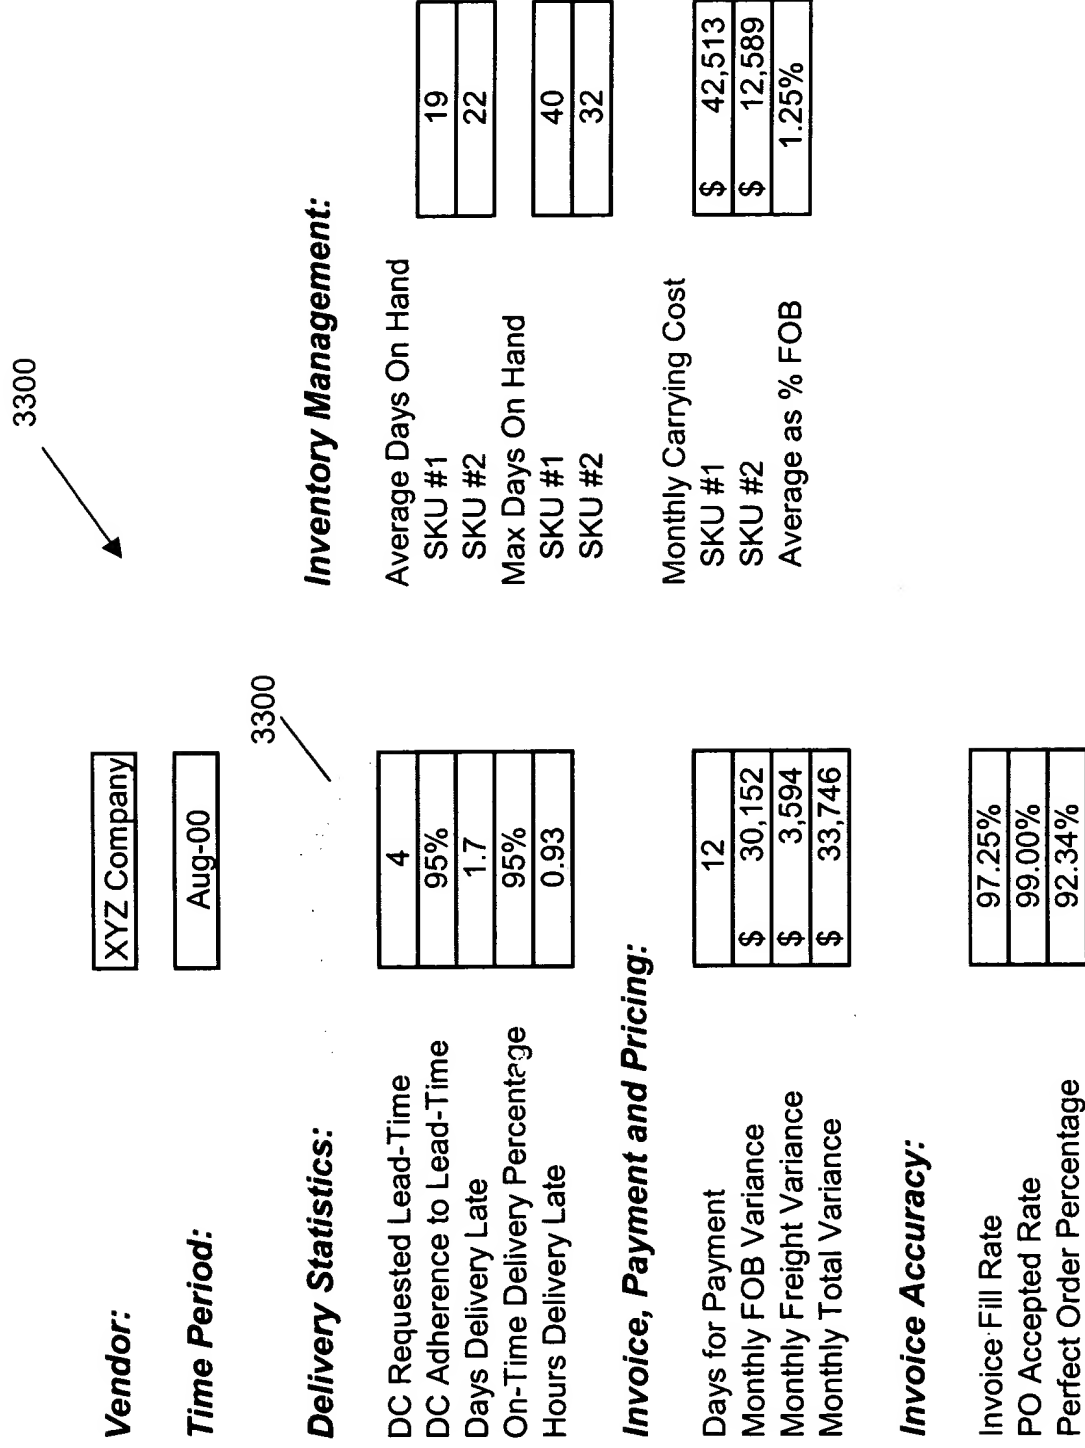 3300
Vendor: XYZ Company
Time Period: Aug-00
3300
Delivery Statistics:
DC Requested Lead-Time 4
DC Adherence to Lead-Time 95%
Days Delivery Late 1.7
On-Time Delivery Percentage 95%
Hours Delivery Late 0.93
Inventory Management:
Average Days On Hand
SKU #1 19
SKU #2 22
Max Days On Hand
SKU #1 40
SKU #2 32
Invoice, Payment and Pricing:
Days for Payment 12
Monthly FOB Variance $ 30,152
Monthly Freight Variance $ 3,594
Monthly Total Variance $ 33,746
Monthly Carrying Cost
SKU #1 $ 42,513
SKU #2 $ 12,589
Average as % FOB 1.25%
Invoice Accuracy:
Invoice Fill Rate 97.25%
PO Accepted Rate 99.00%
Perfect Order Percentage 92.34%